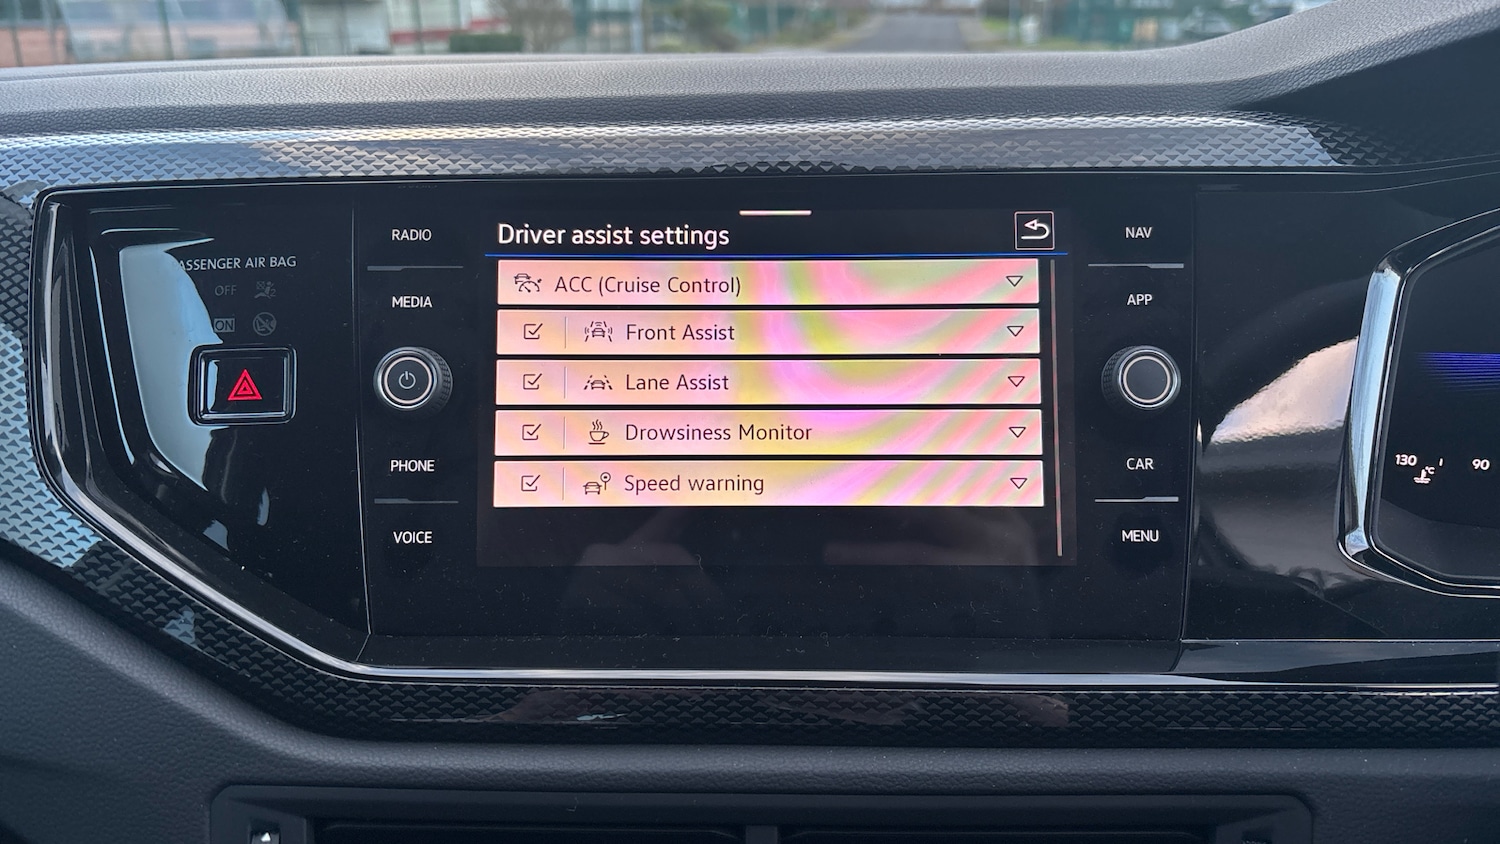 ASSENGER AIR BAG
OFF
ON
RADIO
MEDIA
PHONE
VOICE
Driver assist settings
ACC (Cruise Control)
Front Assist
Lane Assist
Drowsiness Monitor
Speed warning
NAV
APP
CAR
MENU
130
°C
90